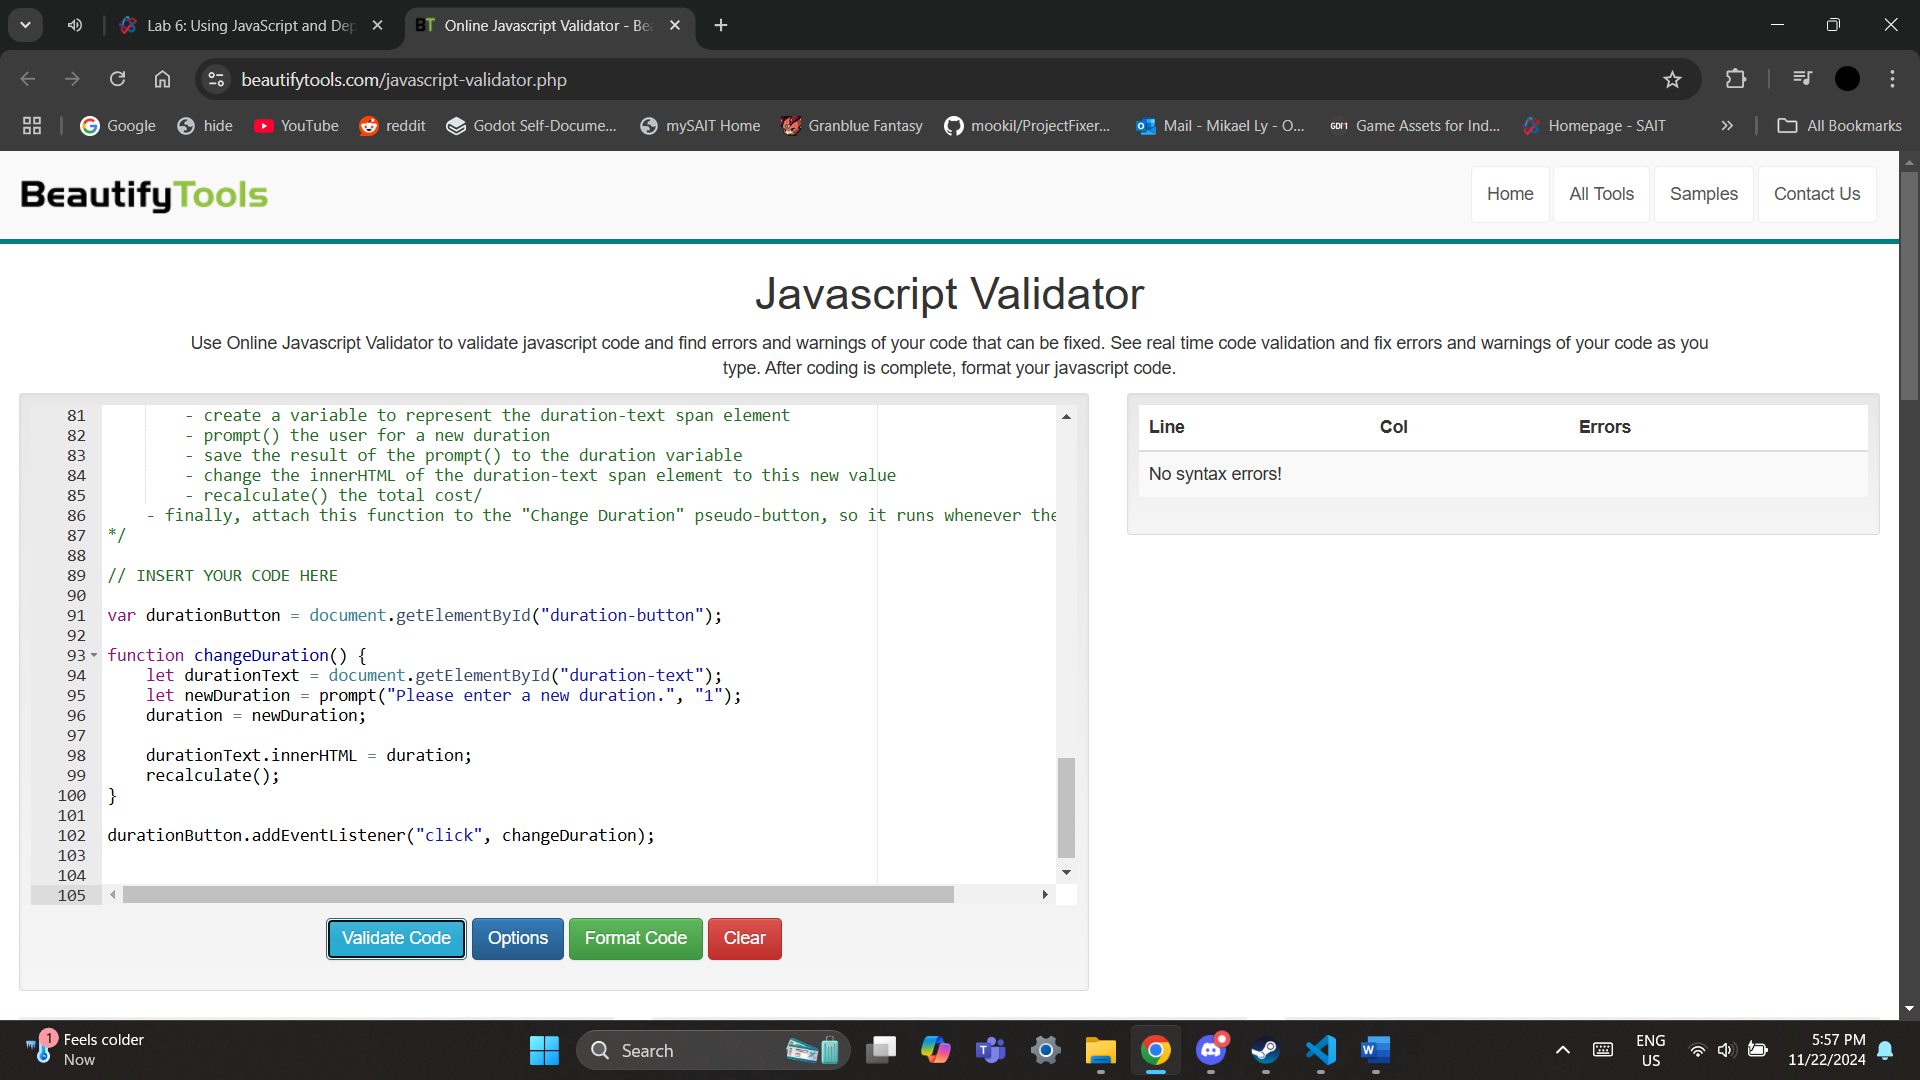 Lab 6: Using JavaScript and Dep
BT Online Javascript Validator - Bea
beautifytools.com/javascript-validator.php
Google
hide
YouTube
reddit
Godot Self-Docume...
mySAIT Home
Granblue Fantasy
mookil/ProjectFixer...
Mail - Mikael Ly - O...
Game Assets for Ind...
Homepage - SAIT
All Bookmarks
BeautifyTools
Home
All Tools
Samples
Contact Us
Javascript Validator
Use Online Javascript Validator to validate javascript code and find errors and warnings of your code that can be fixed. See real time code validation and fix errors and warnings of your code as you
type. After coding is complete, format your javascript code.
81 - create a variable to represent the duration-text span element
82 - prompt() the user for a new duration
83 - save the result of the prompt() to the duration variable
84 - change the innerHTML of the duration-text span element to this new value
85 - recalculate() the total cost/
86 - finally, attach this function to the "Change Duration" pseudo-button, so it runs whenever the
87 */
88
89 // INSERT YOUR CODE HERE
90
91 var durationButton = document.getElementById("duration-button");
92
93 function changeDuration() {
94 let durationText = document.getElementById("duration-text");
95 let newDuration = prompt("Please enter a new duration.", "1");
96 duration = newDuration;
97
98 durationText.innerHTML = duration;
99 recalculate();
100 }
101
102 durationButton.addEventListener("click", changeDuration);
103
104
105
Line Col Errors
No syntax errors!
Validate Code
Options
Format Code
Clear
1
Feels colder
Now
Search
ENG
US
5:57 PM
11/22/2024